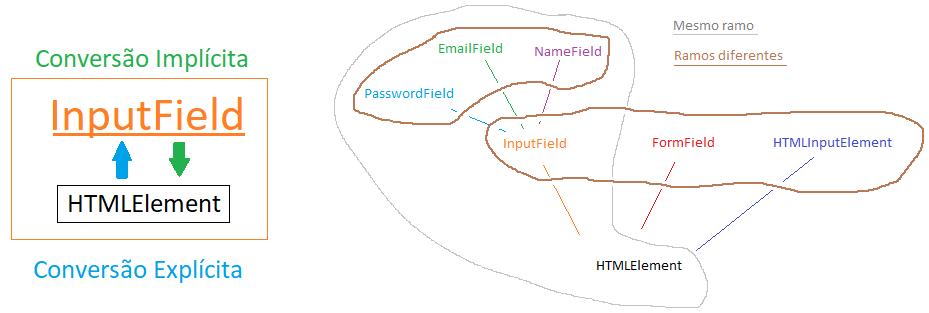 Conversão Implícita
InputField
HTMLElement
Conversão Explícita
Mesmo ramo
Ramos diferentes
EmailField
NameField
PasswordField
InputField
FormField
HTMLInputElement
HTMLElement